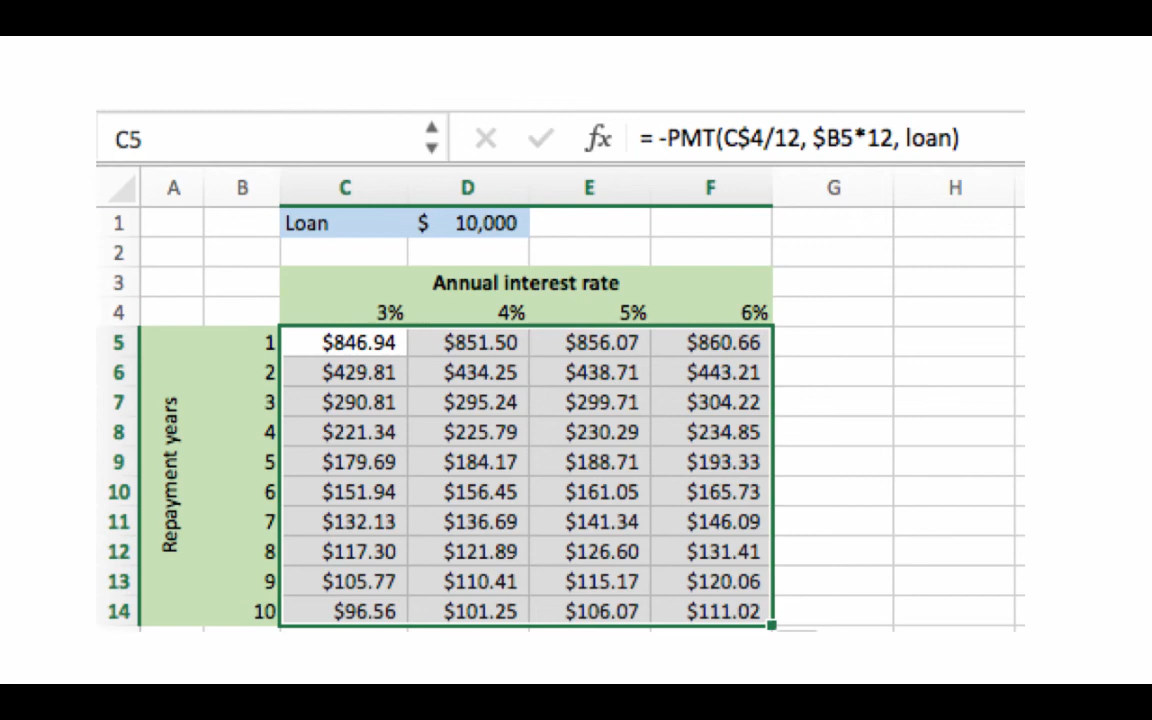 C5 fx = -PMT(C$4/12, $B5*12, loan)
A B C D E F G H
1 Loan $ 10,000
2
3 Annual interest rate
4 3% 4% 5% 6%
5 1 $846.94 $851.50 $856.07 $860.66
6 2 $429.81 $434.25 $438.71 $443.21
7 3 $290.81 $295.24 $299.71 $304.22
8 4 $221.34 $225.79 $230.29 $234.85
9 5 $179.69 $184.17 $188.71 $193.33
10 6 $151.94 $156.45 $161.05 $165.73
11 7 $132.13 $136.69 $141.34 $146.09
12 8 $117.30 $121.89 $126.60 $131.41
13 9 $105.77 $110.41 $115.17 $120.06
14 10 $96.56 $101.25 $106.07 $111.02
Repayment years